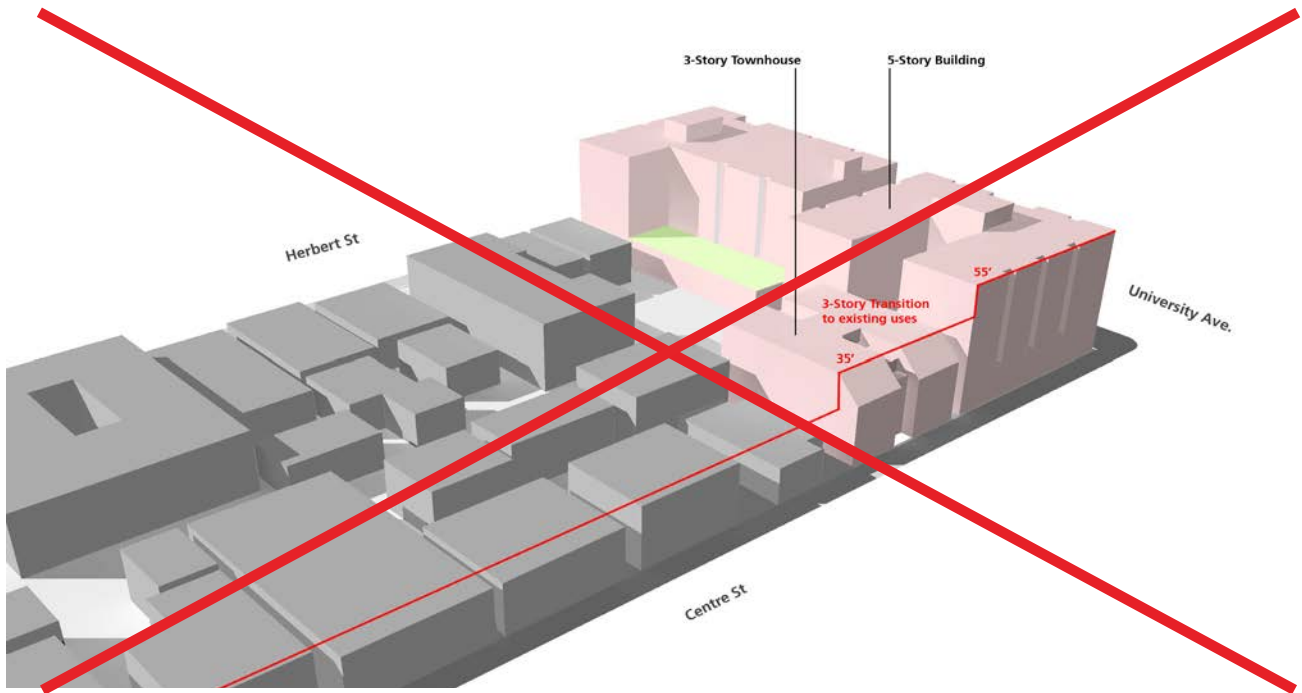 3-Story Townhouse
5-Story Building
Herbert St
55'
University Ave.
3-Story Transition
to existing uses
35'
Centre St